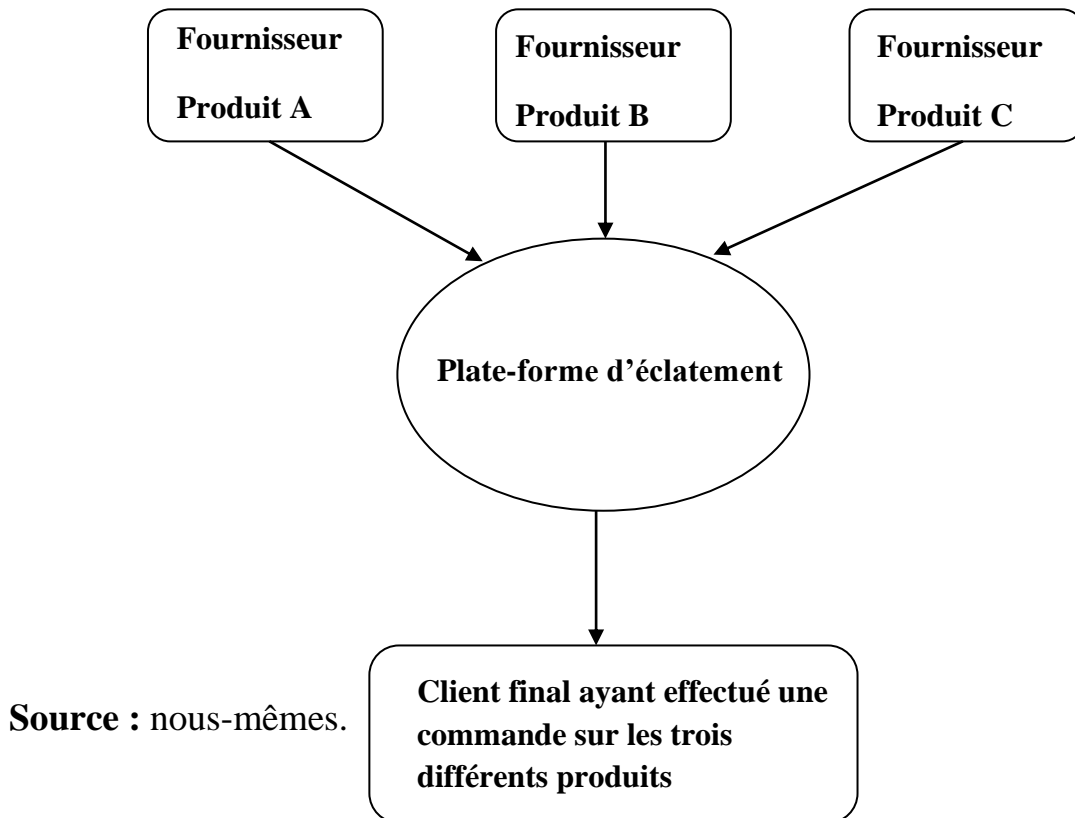 Fournisseur
Produit A
Fournisseur
Produit B
Fournisseur
Produit C
Plate-forme d’éclatement
Client final ayant effectué une
commande sur les trois
différents produits
Source : nous-mêmes.